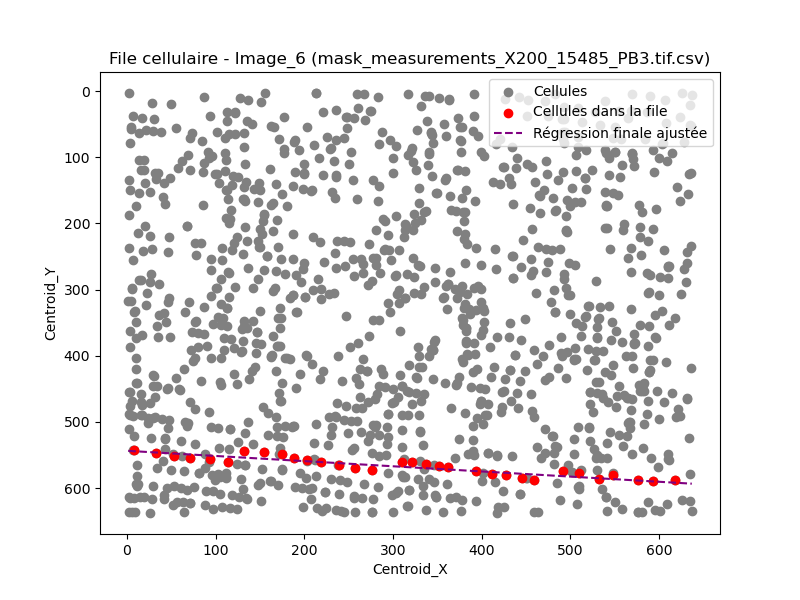 File cellulaire - Image_6 (mask_measurements_X200_15485_PB3.tif.csv)
Cellules
Cellules dans la file
Régression finale ajustée
Centroid_Y
0
100
200
300
400
500
600
0 100 200 300 400 500 600
Centroid_X